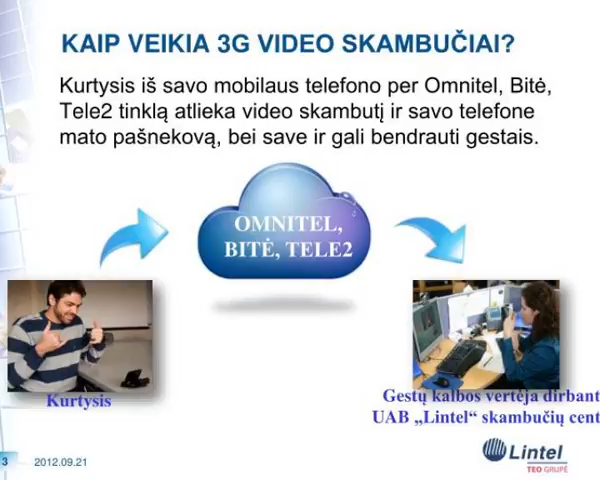 KAIP VEIKIA 3G VIDEO SKAMBUČIAI?
Kurtysis iš savo mobilaus telefono per Omnitel, Bitė,
Tele2 tinklą atlieka video skambutį ir savo telefone
mato pašnekovą, bei save ir gali bendrauti gestais.
OMNITEL,
BITĖ, TELE2
Kurtysis
Gestų kalbos vertėja dirbant
UAB „Lintel“ skambučių cent
3 2012.09.21
Lintel
TEO GRUPĖ